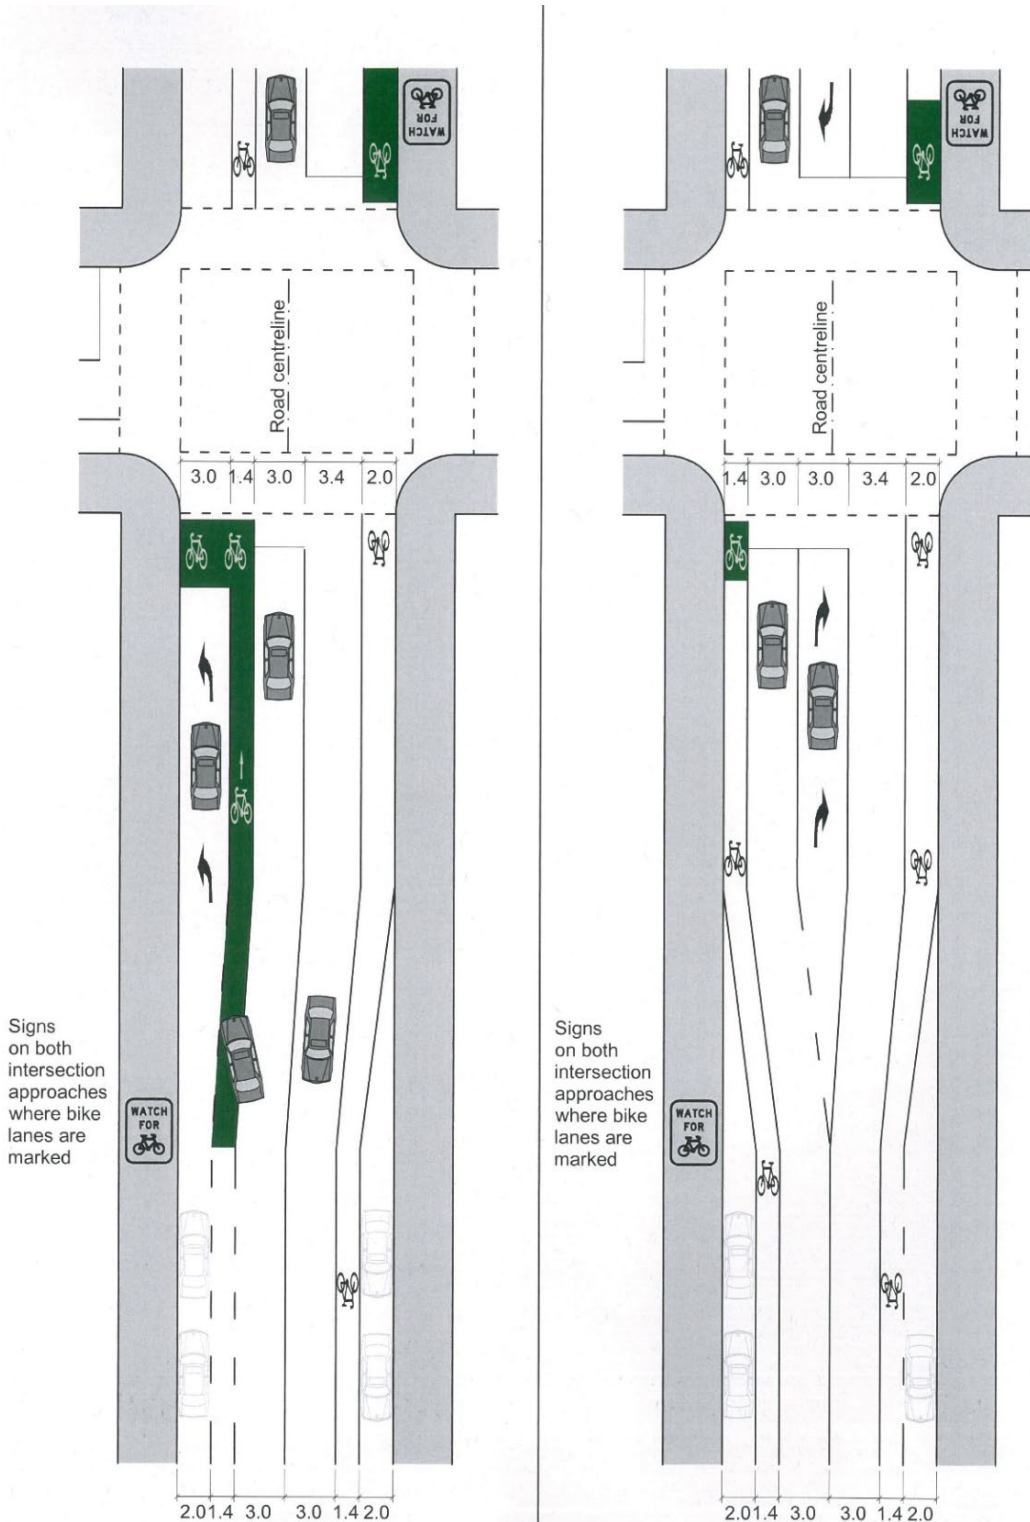 WATCH
FOR
Road centreline
3.0 1.4 3.0 3.4 2.0
Signs
on both
intersection
approaches
where bike
lanes are
marked
WATCH
FOR
2.0 1.4 3.0 3.0 1.4 2.0
WATCH
FOR
Road centreline
1.4 3.0 3.0 3.4 2.0
Signs
on both
intersection
approaches
where bike
lanes are
marked
WATCH
FOR
2.0 1.4 3.0 3.0 1.4 2.0